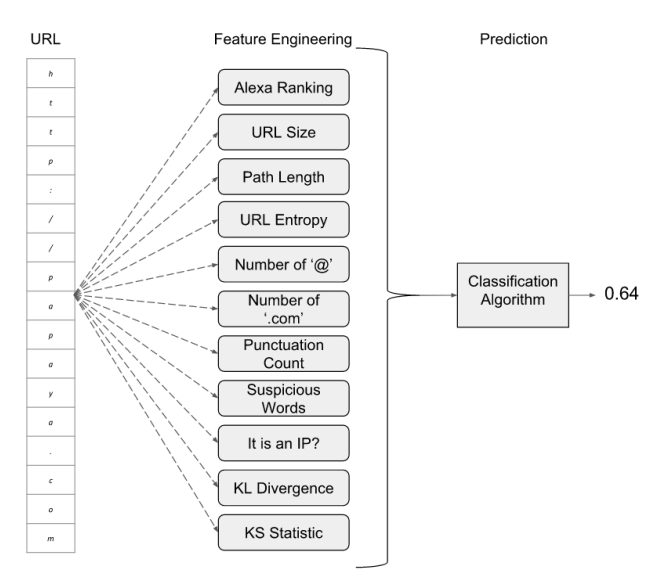 URL
Feature Engineering
Prediction
h
t
t
p
:
/
/
p
a
p
a
y
a
.
c
o
m
Alexa Ranking
URL Size
Path Length
URL Entropy
Number of ‘@’
Number of
‘.com’
Punctuation
Count
Suspicious
Words
It is an IP?
KL Divergence
KS Statistic
Classification
Algorithm
0.64